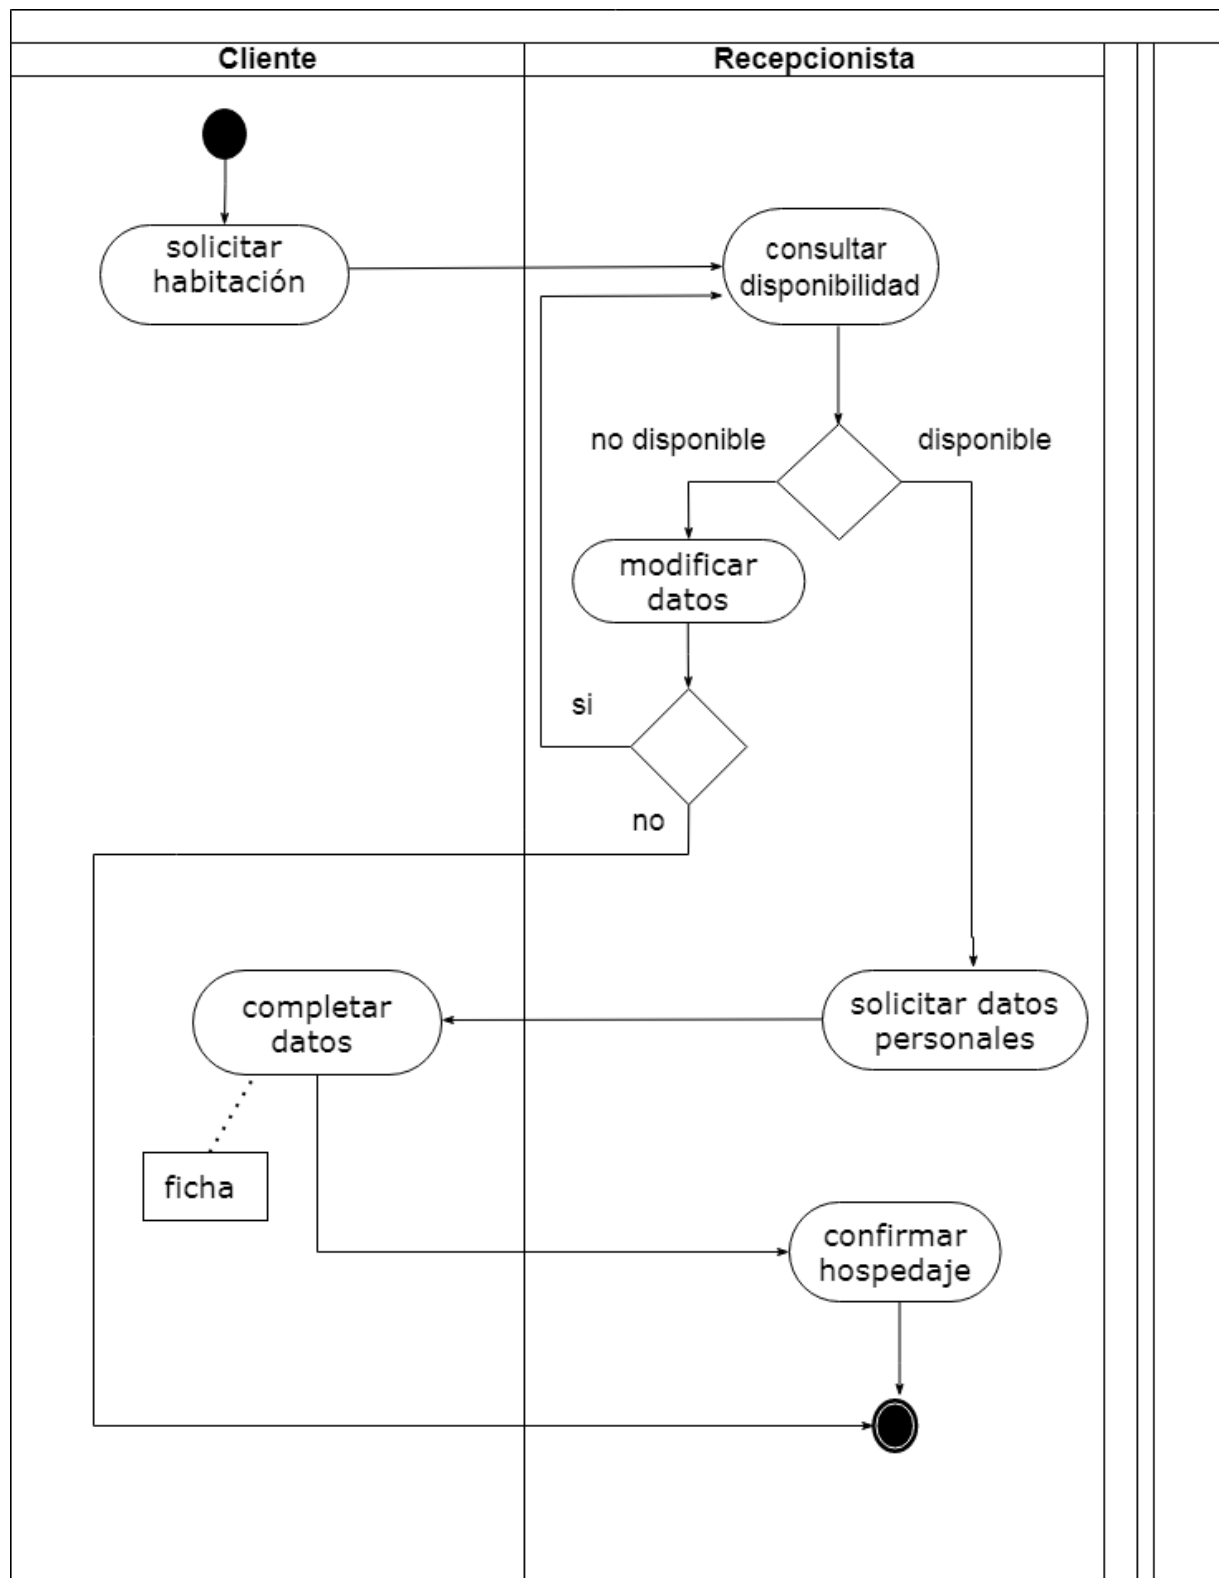 Cliente
Recepcionista
solicitar
habitación
consultar
disponibilidad
no disponible
disponible
modificar
datos
si
no
completar
datos
solicitar datos
personales
ficha
confirmar
hospedaje